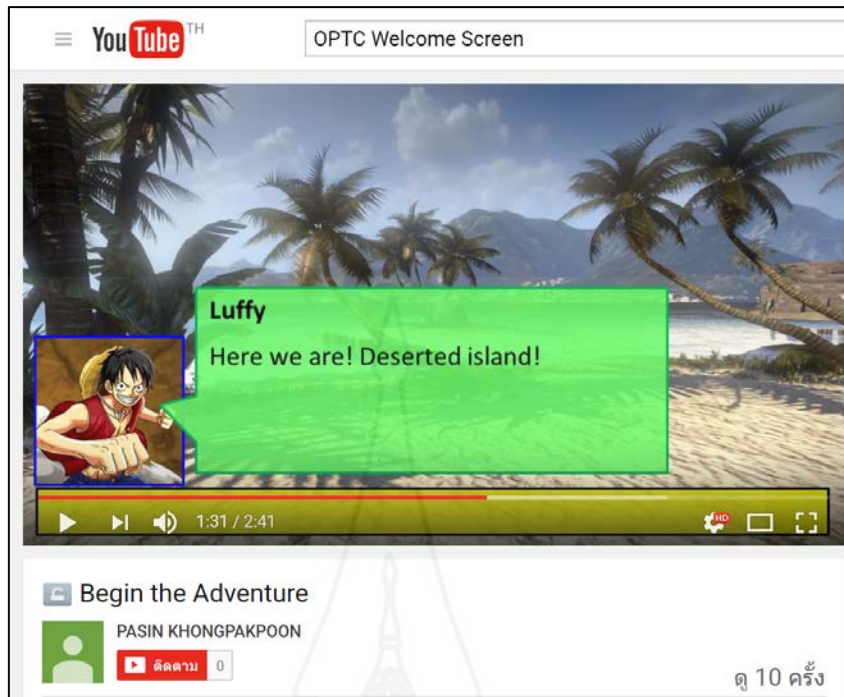 YouTube TH
OPTC Welcome Screen
Luffy
Here we are! Deserted island!
1:31 / 2:41
HD
Begin the Adventure
PASIN KHONGPAKPOON
ติดตาม 0
ดู 10 ครั้ง